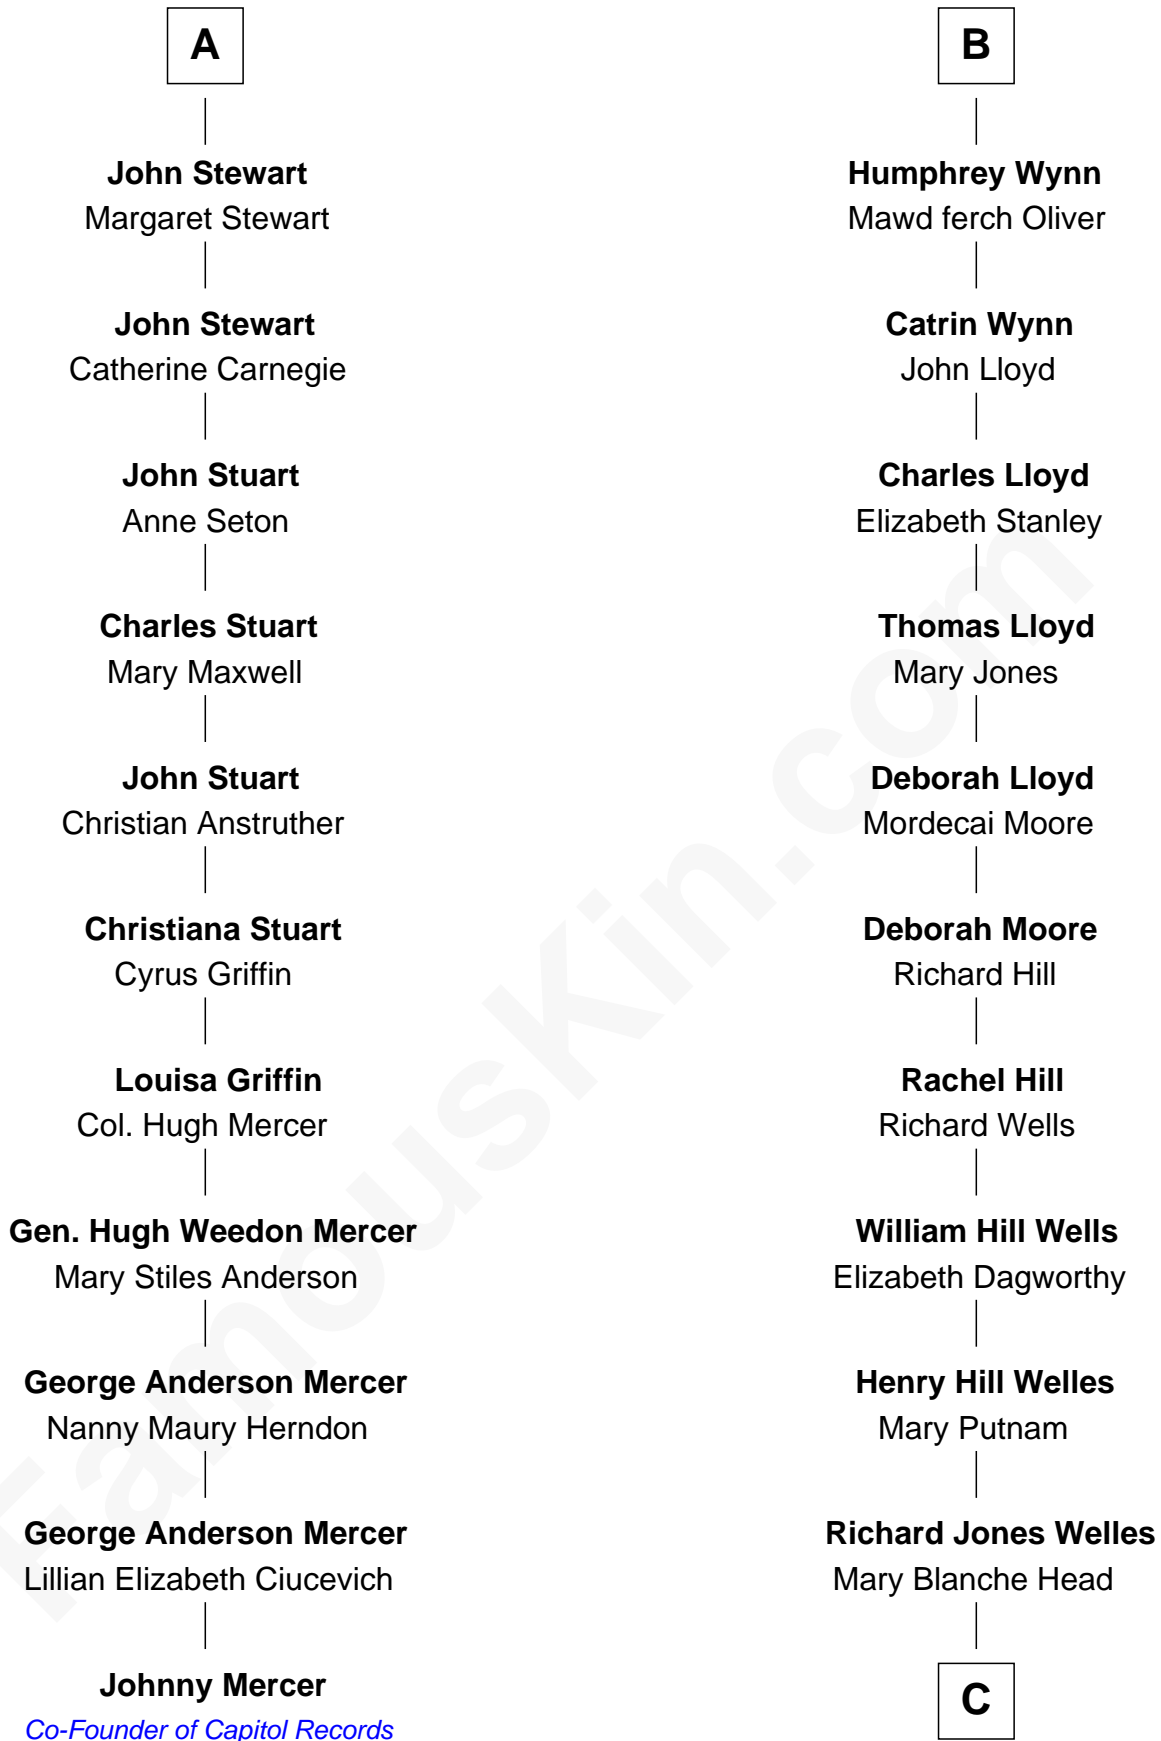 A
John Stewart
Margaret Stewart
John Stewart
Catherine Carnegie
John Stuart
Anne Seton
Charles Stuart
Mary Maxwell
John Stuart
Christian Anstruther
Christiana Stuart
Cyrus Griffin
Louisa Griffin
Col. Hugh Mercer
Gen. Hugh Weedon Mercer
Mary Stiles Anderson
George Anderson Mercer
Nanny Maury Herndon
George Anderson Mercer
Lillian Elizabeth Ciucevich
Johnny Mercer
Co-Founder of Capitol Records
B
Humphrey Wynn
Mawd ferch Oliver
Catrin Wynn
John Lloyd
Charles Lloyd
Elizabeth Stanley
Thomas Lloyd
Mary Jones
Deborah Lloyd
Mordecai Moore
Deborah Moore
Richard Hill
Rachel Hill
Richard Wells
William Hill Wells
Elizabeth Dagworthy
Henry Hill Welles
Mary Putnam
Richard Jones Welles
Mary Blanche Head
C
FamousKin.com